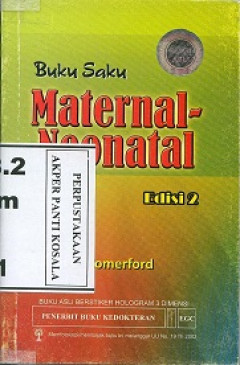 Buku Saku
Maternal-
Neonatal
Edisi 2
.2
m
1
PERPUSTAKAAN
AKPER PANTI KOSALA
omerford
BUKU ASLI BERSTIKER HOLOGRAM 3 DIMENSI
PENERBIT BUKU KEDOKTERAN
EGC